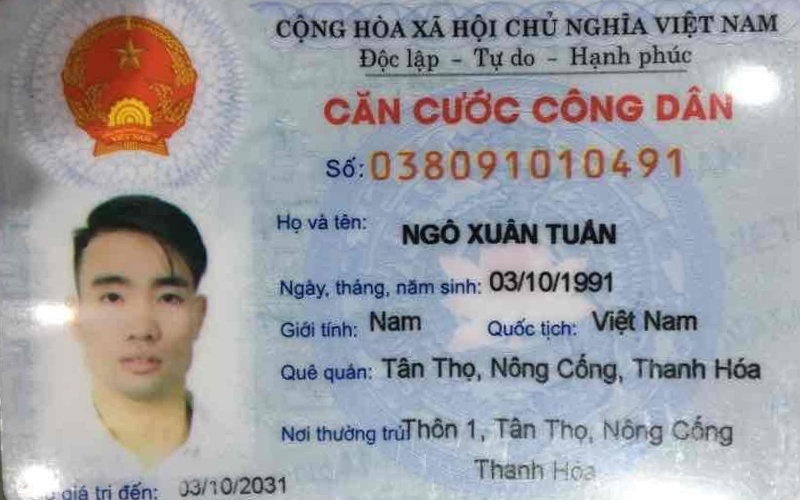 CỘNG HÒA XÃ HỘI CHỦ NGHĨA VIỆT NAM
Độc lập - Tự do - Hạnh phúc
CĂN CƯỚC CÔNG DÂN
Số: 038091010491
Họ và tên: NGÔ XUÂN TUẤN
Ngày, tháng, năm sinh: 03/10/1991
Giới tính: Nam Quốc tịch: Việt Nam
Quê quán: Tân Thọ, Nông Cống, Thanh Hóa
Nơi thường trú: Thôn 1, Tân Thọ, Nông Cống
Thanh Hóa
giá trị đến: 03/10/2031
VIỆT NAM